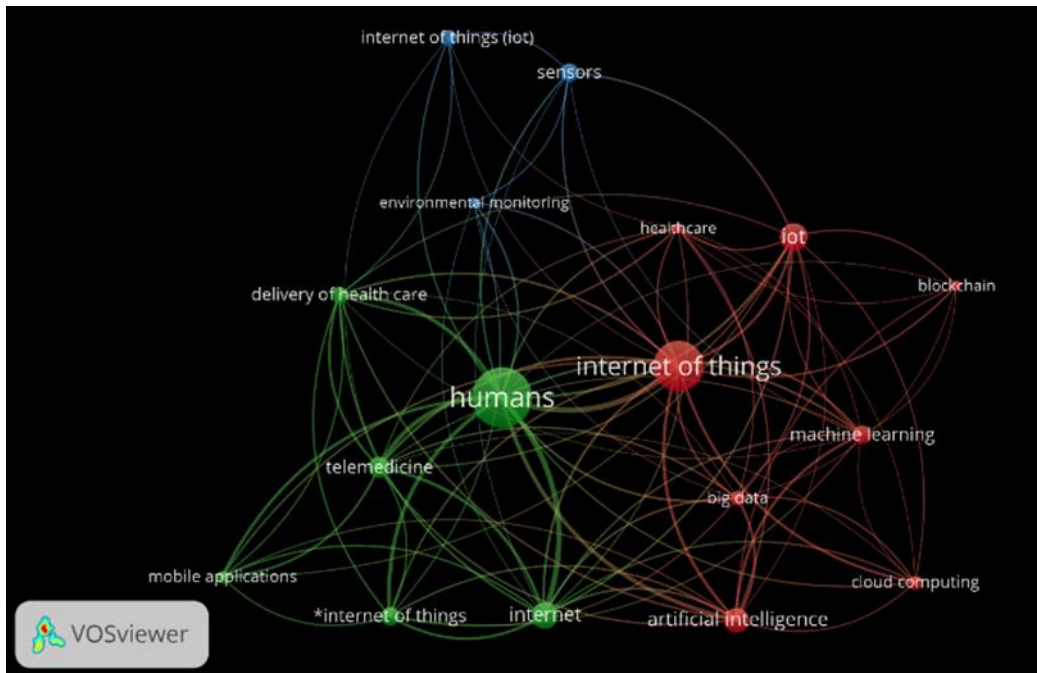 internet of things (iot)
sensors
environmental monitoring
healthcare
iot
blockchain
delivery of health care
internet of things
humans
machine learning
telemedicine
big data
mobile applications
cloud computing
*internet of things
internet
artificial intelligence
VOSviewer